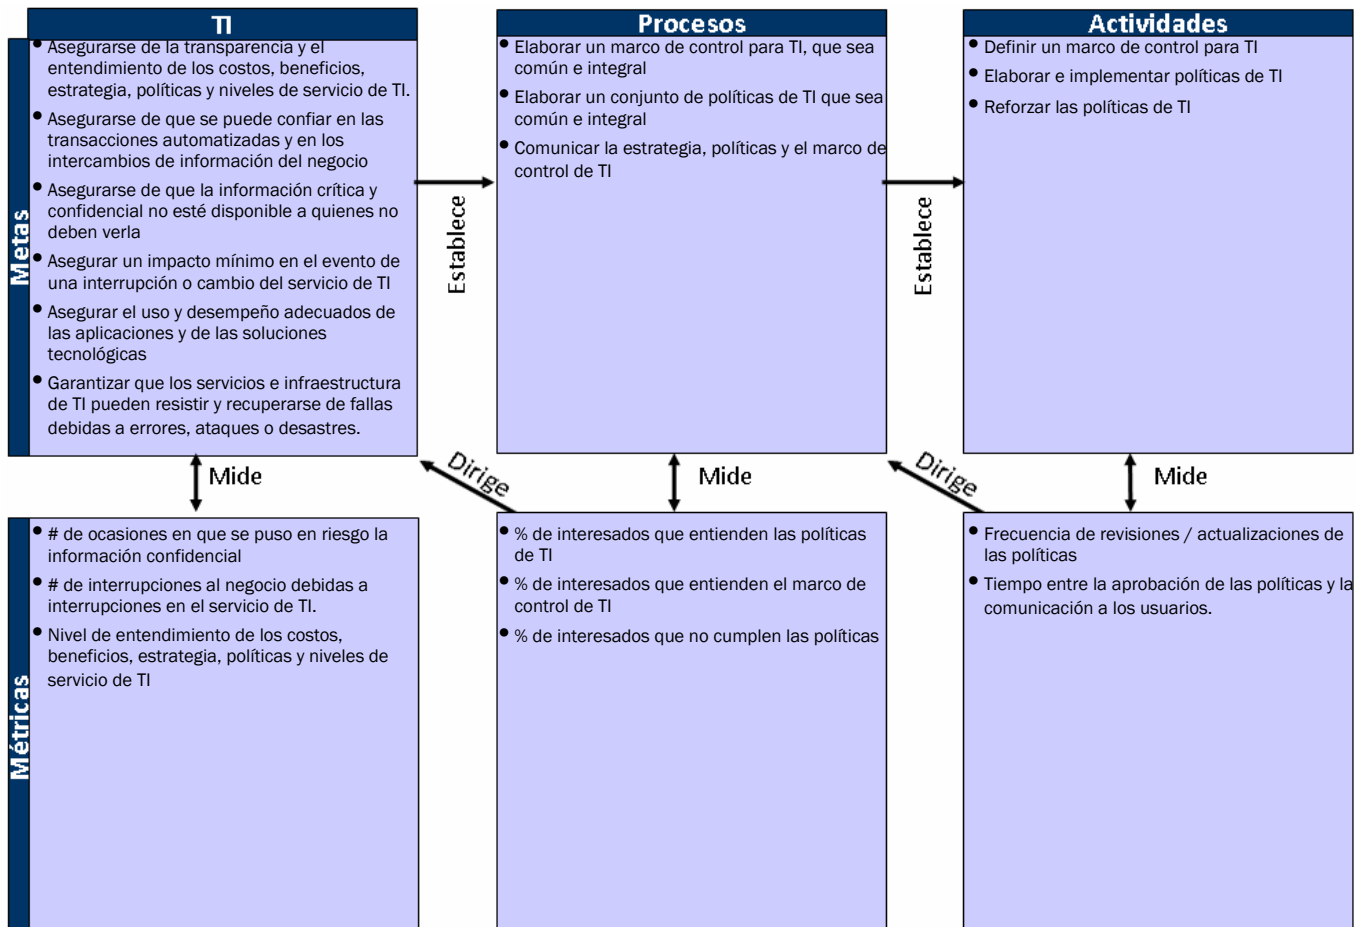 TI
Procesos
Actividades
Metas
• Asegurarse de la transparencia y el
entendimiento de los costos, beneficios,
estrategia, políticas y niveles de servicio de TI.
• Asegurarse de que se puede confiar en las
transacciones automatizadas y en los
intercambios de información del negocio
• Asegurarse de que la información crítica y
confidencial no esté disponible a quienes no
deben verla
• Asegurar un impacto mínimo en el evento de
una interrupción o cambio del servicio de TI
• Asegurar el uso y desempeño adecuados de
las aplicaciones y de las soluciones
tecnológicas
• Garantizar que los servicios e infraestructura
de TI pueden resistir y recuperarse de fallas
debidas a errores, ataques o desastres.
Establece
• Elaborar un marco de control para TI, que sea
común e integral
• Elaborar un conjunto de políticas de TI que sea
común e integral
• Comunicar la estrategia, políticas y el marco de
control de TI
Establece
• Definir un marco de control para TI
• Elaborar e implementar políticas de TI
• Reforzar las políticas de TI
Mide
Dirige
Mide
Dirige
Mide
Métricas
• # de ocasiones en que se puso en riesgo la
información confidencial
• # de interrupciones al negocio debidas a
interrupciones en el servicio de TI.
• Nivel de entendimiento de los costos,
beneficios, estrategia, políticas y niveles de
servicio de TI
• % de interesados que entienden las políticas
de TI
• % de interesados que entienden el marco de
control de TI
• % de interesados que no cumplen las políticas
• Frecuencia de revisiones / actualizaciones de
las políticas
• Tiempo entre la aprobación de las políticas y la
comunicación a los usuarios.